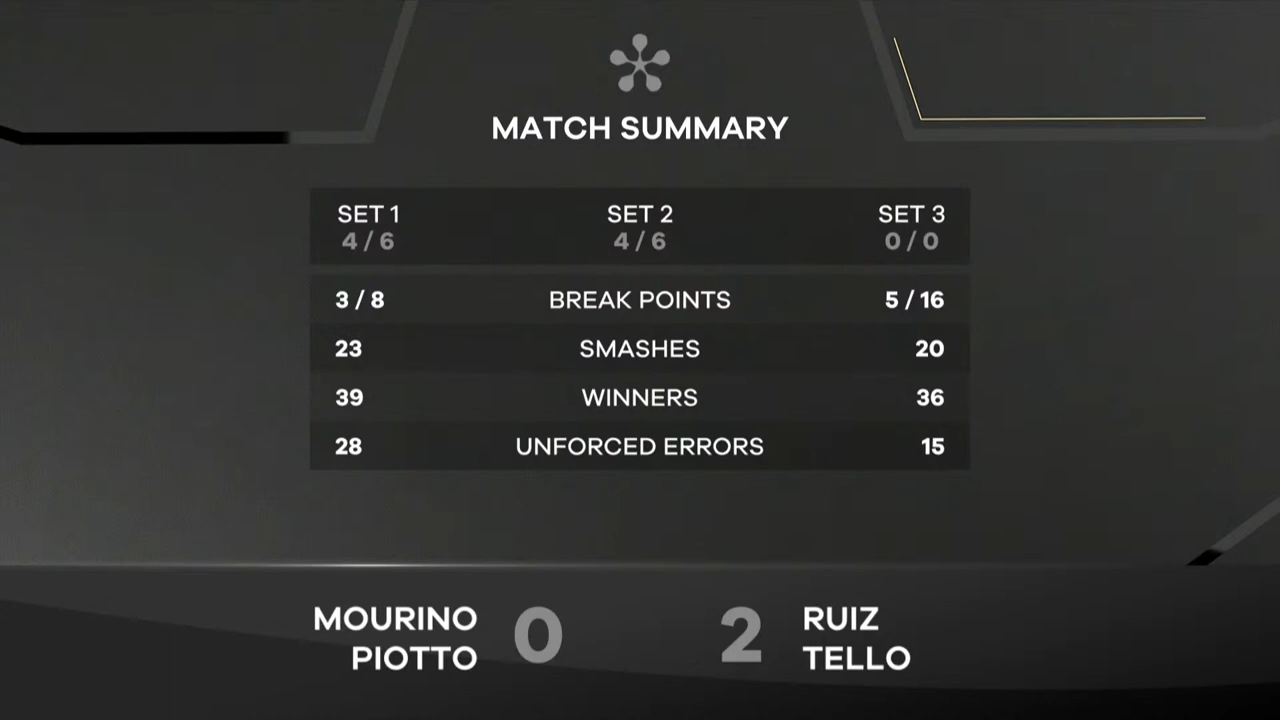 MATCH SUMMARY
SET 1 SET 2 SET 3
4 / 6 4 / 6 0 / 0
3 / 8 BREAK POINTS 5 / 16
23 SMASHES 20
39 WINNERS 36
28 UNFORCED ERRORS 15
MOURINO 0 2 RUIZ
PIOTTO TELLO